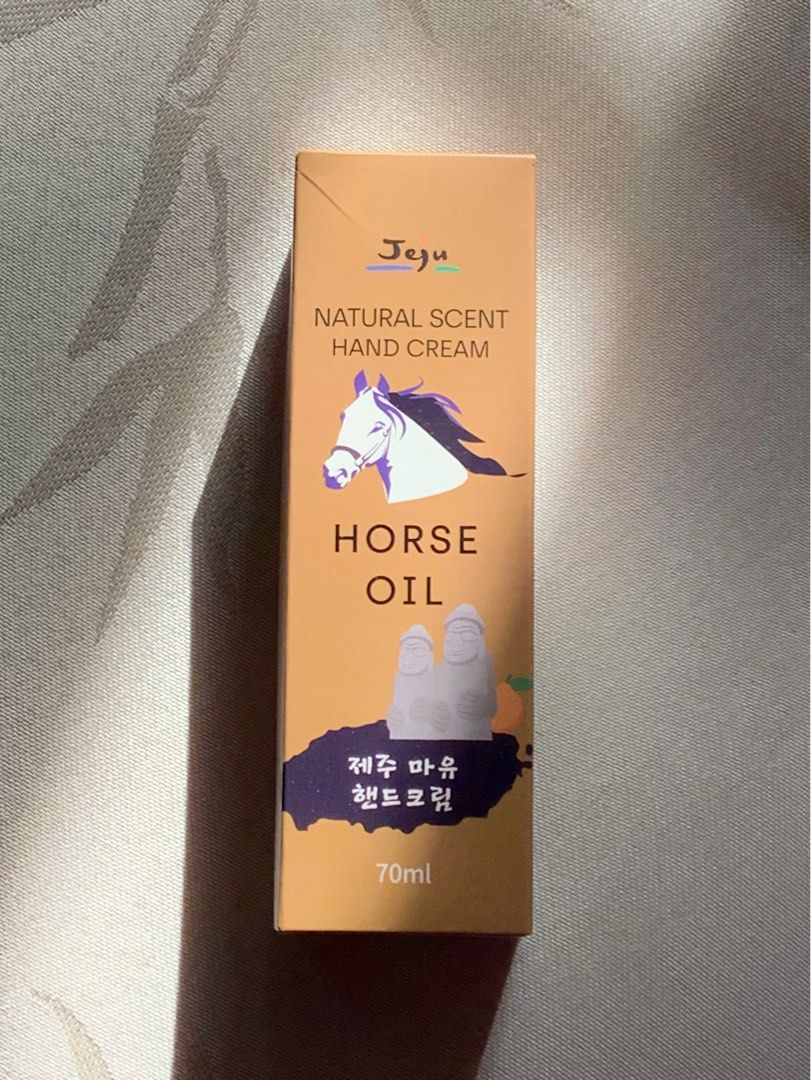 Jeju
NATURAL SCENT
HAND CREAM
HORSE
OIL
제주 마유
핸드크림
70ml